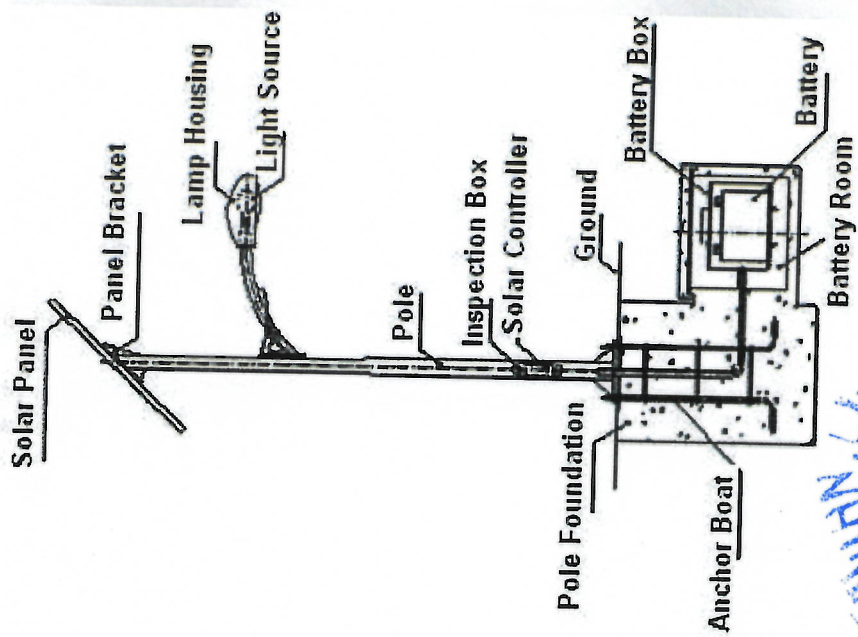 Solar Panel
Panel Bracket
Lamp Housing
Light Source
Pole
Inspection Box
Solar Controller
Ground
Pole Foundation
Anchor Boat
Battery Box
Battery
Battery Room